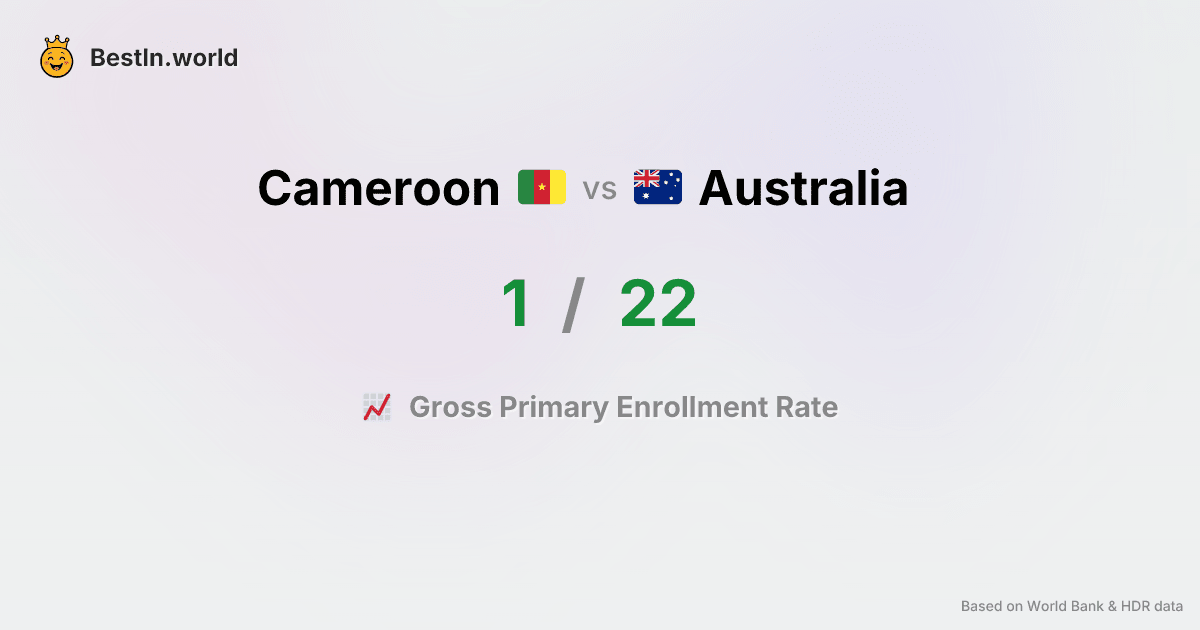 BestIn.world
Cameroon vs Australia
1 / 22
Gross Primary Enrollment Rate
Based on World Bank & HDR data